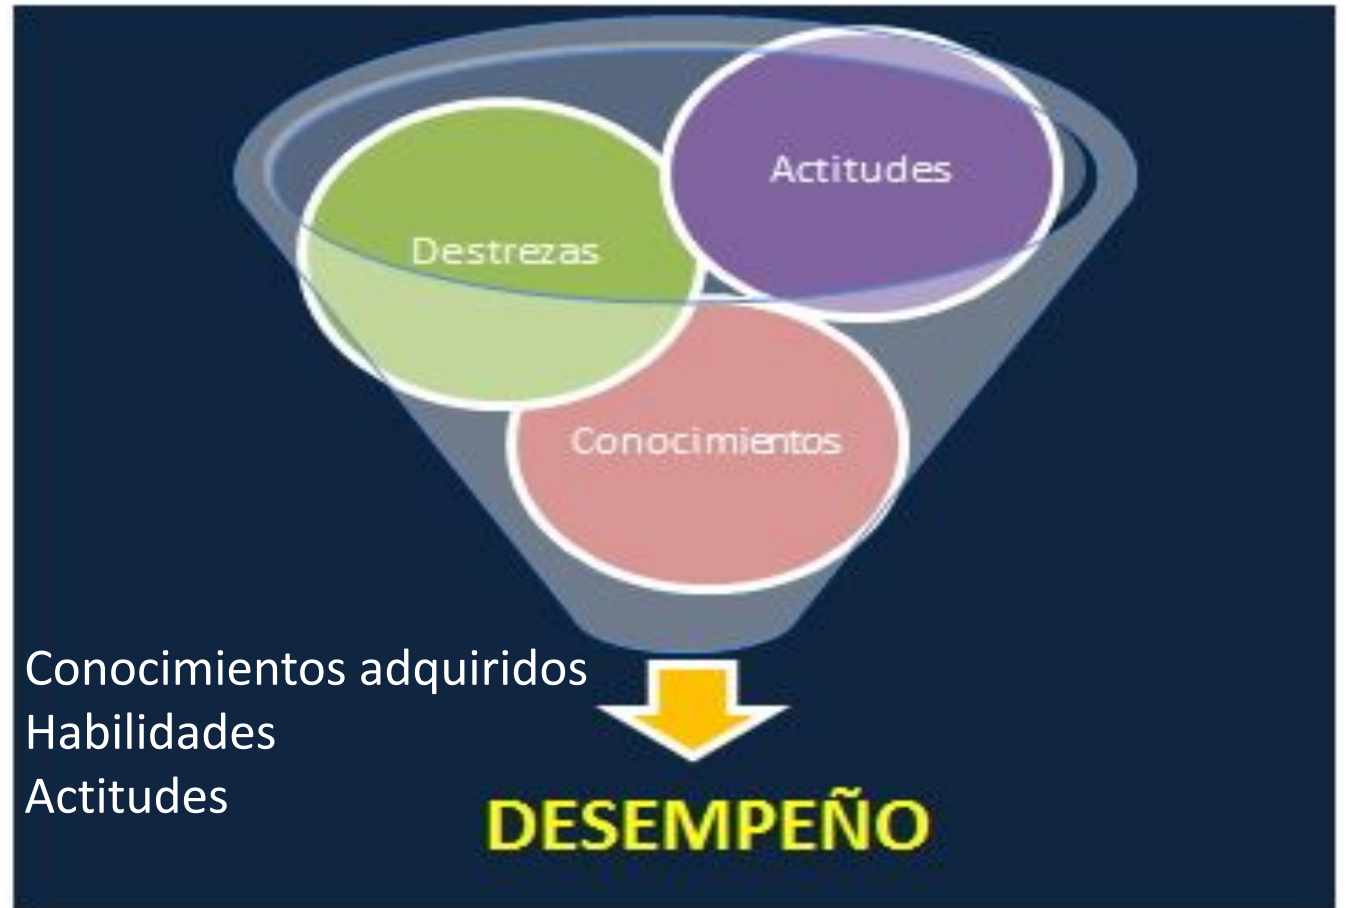 Actitudes
Destrezas
Conocimientos
Conocimientos adquiridos
Habilidades
Actitudes
DESEMPEÑO